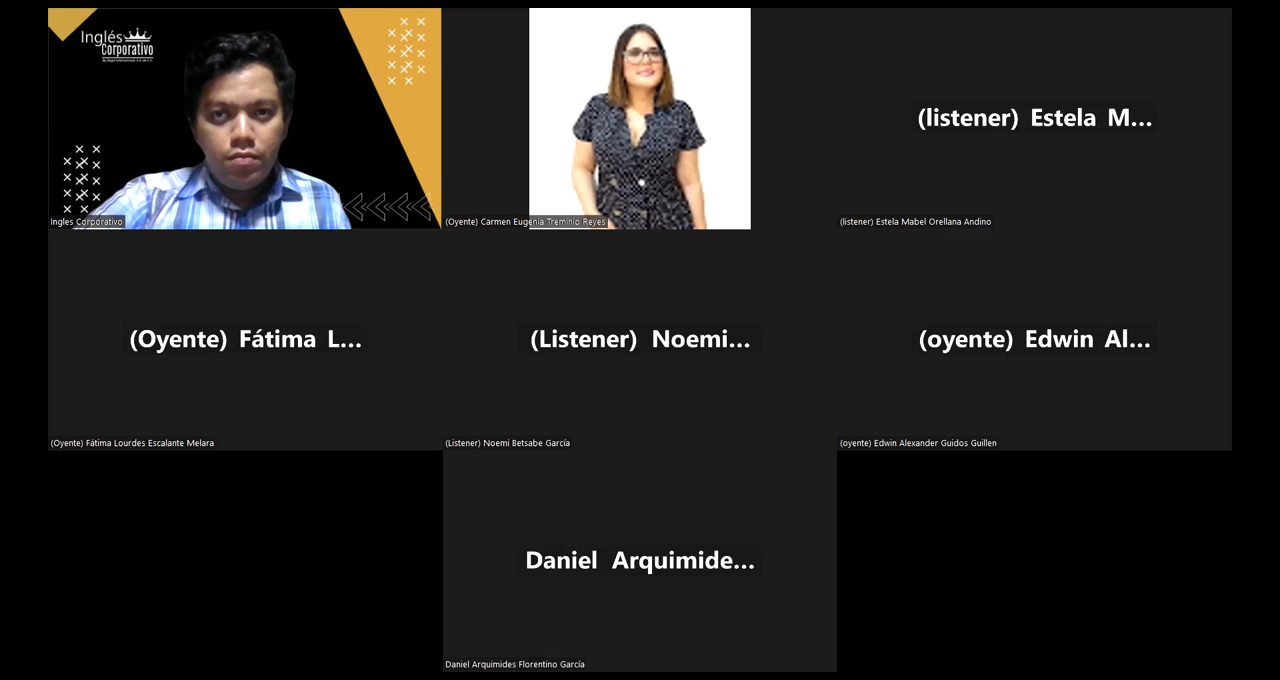 Inglés
Corporativo
Ingles Corporativo
(Oyente) Carmen Eugenia Treminio Reyes
(listener) Estela M...
(listener) Estela Mabel Orellana Andino
(Oyente) Fátima L...
(Oyente) Fátima Lourdes Escalante Melara
(Listener) Noemi...
(Listener) Noemi Betsabe García
(oyente) Edwin Al...
(oyente) Edwin Alexander Guidos Guillen
Daniel Arquimide...
Daniel Arquimides Florentino García